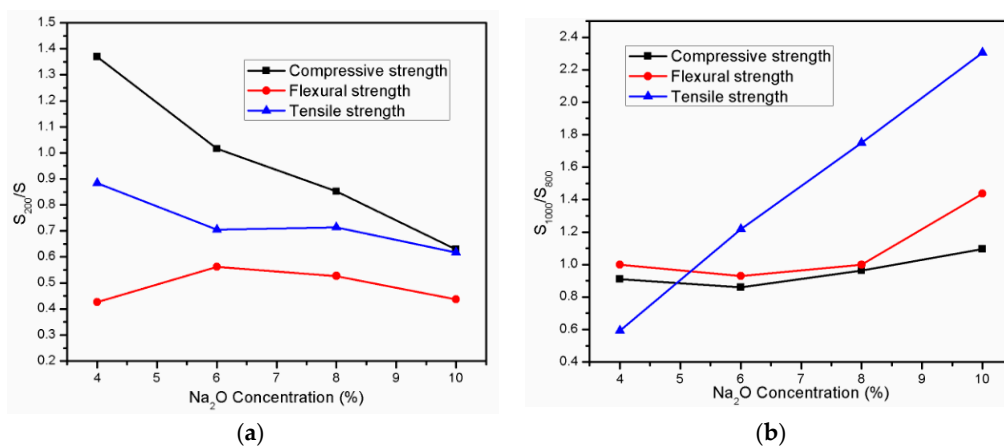 1.5
1.4
1.3
1.2
1.1
1.0
0.9
0.8
0.7
0.6
0.5
0.4
0.3
0.2
S₂₀₀/S
Compressive strength
Flexural strength
Tensile strength
4 5 6 7 8 9 10
Na₂O Concentration (%)
(a)
2.4
2.2
2.0
1.8
1.6
1.4
1.2
1.0
0.8
0.6
0.4
S₁₀₀₀/S₈₀₀
Compressive strength
Flexural strength
Tensile strength
4 5 6 7 8 9 10
Na₂O Concentration (%)
(b)